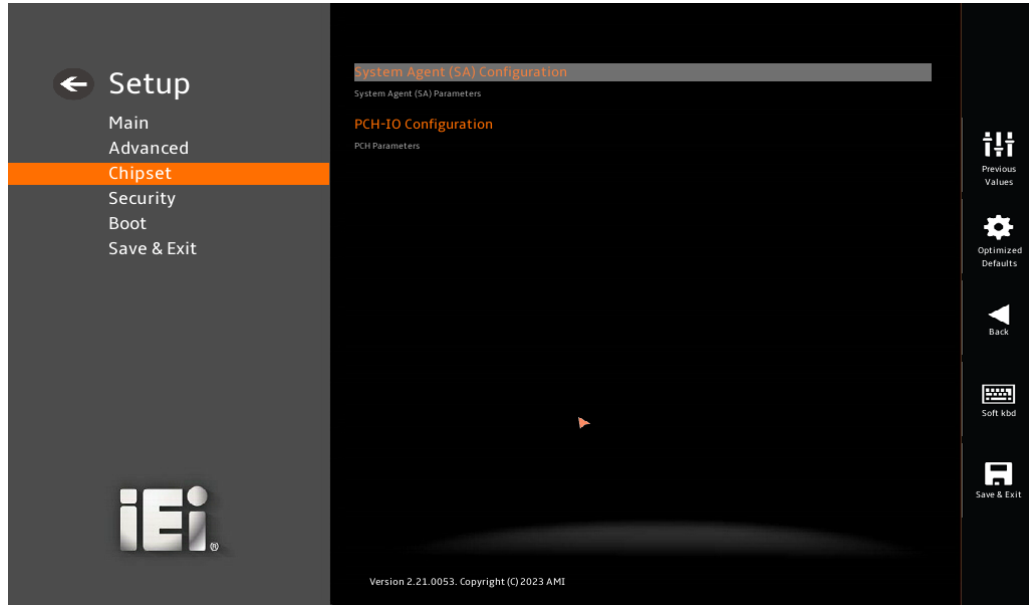 Setup
Main
Advanced
Chipset
Security
Boot
Save & Exit
iEi®
System Agent (SA) Configuration
System Agent (SA) Parameters
PCH-IO Configuration
PCH Parameters
Version 2.21.0053. Copyright (C) 2023 AMI
Previous
Values
Optimized
Defaults
Back
Soft kbd
Save & Exit